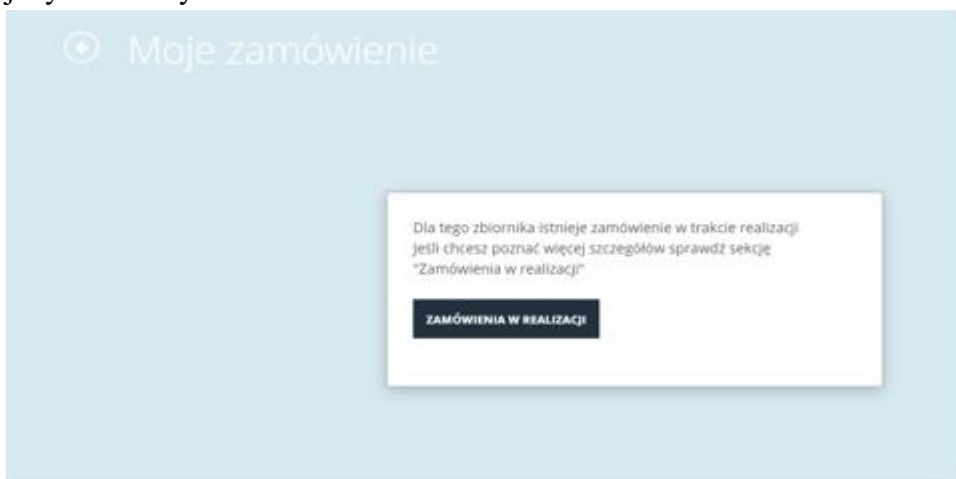 Moje zamówienie
Dla tego zbiornika istnieje zamówienie w trakcie realizacji
Jeśli chcesz poznać więcej szczegółów sprawdź sekcję
"Zamówienia w realizacji"
ZAMÓWIENIA W REALIZACJI